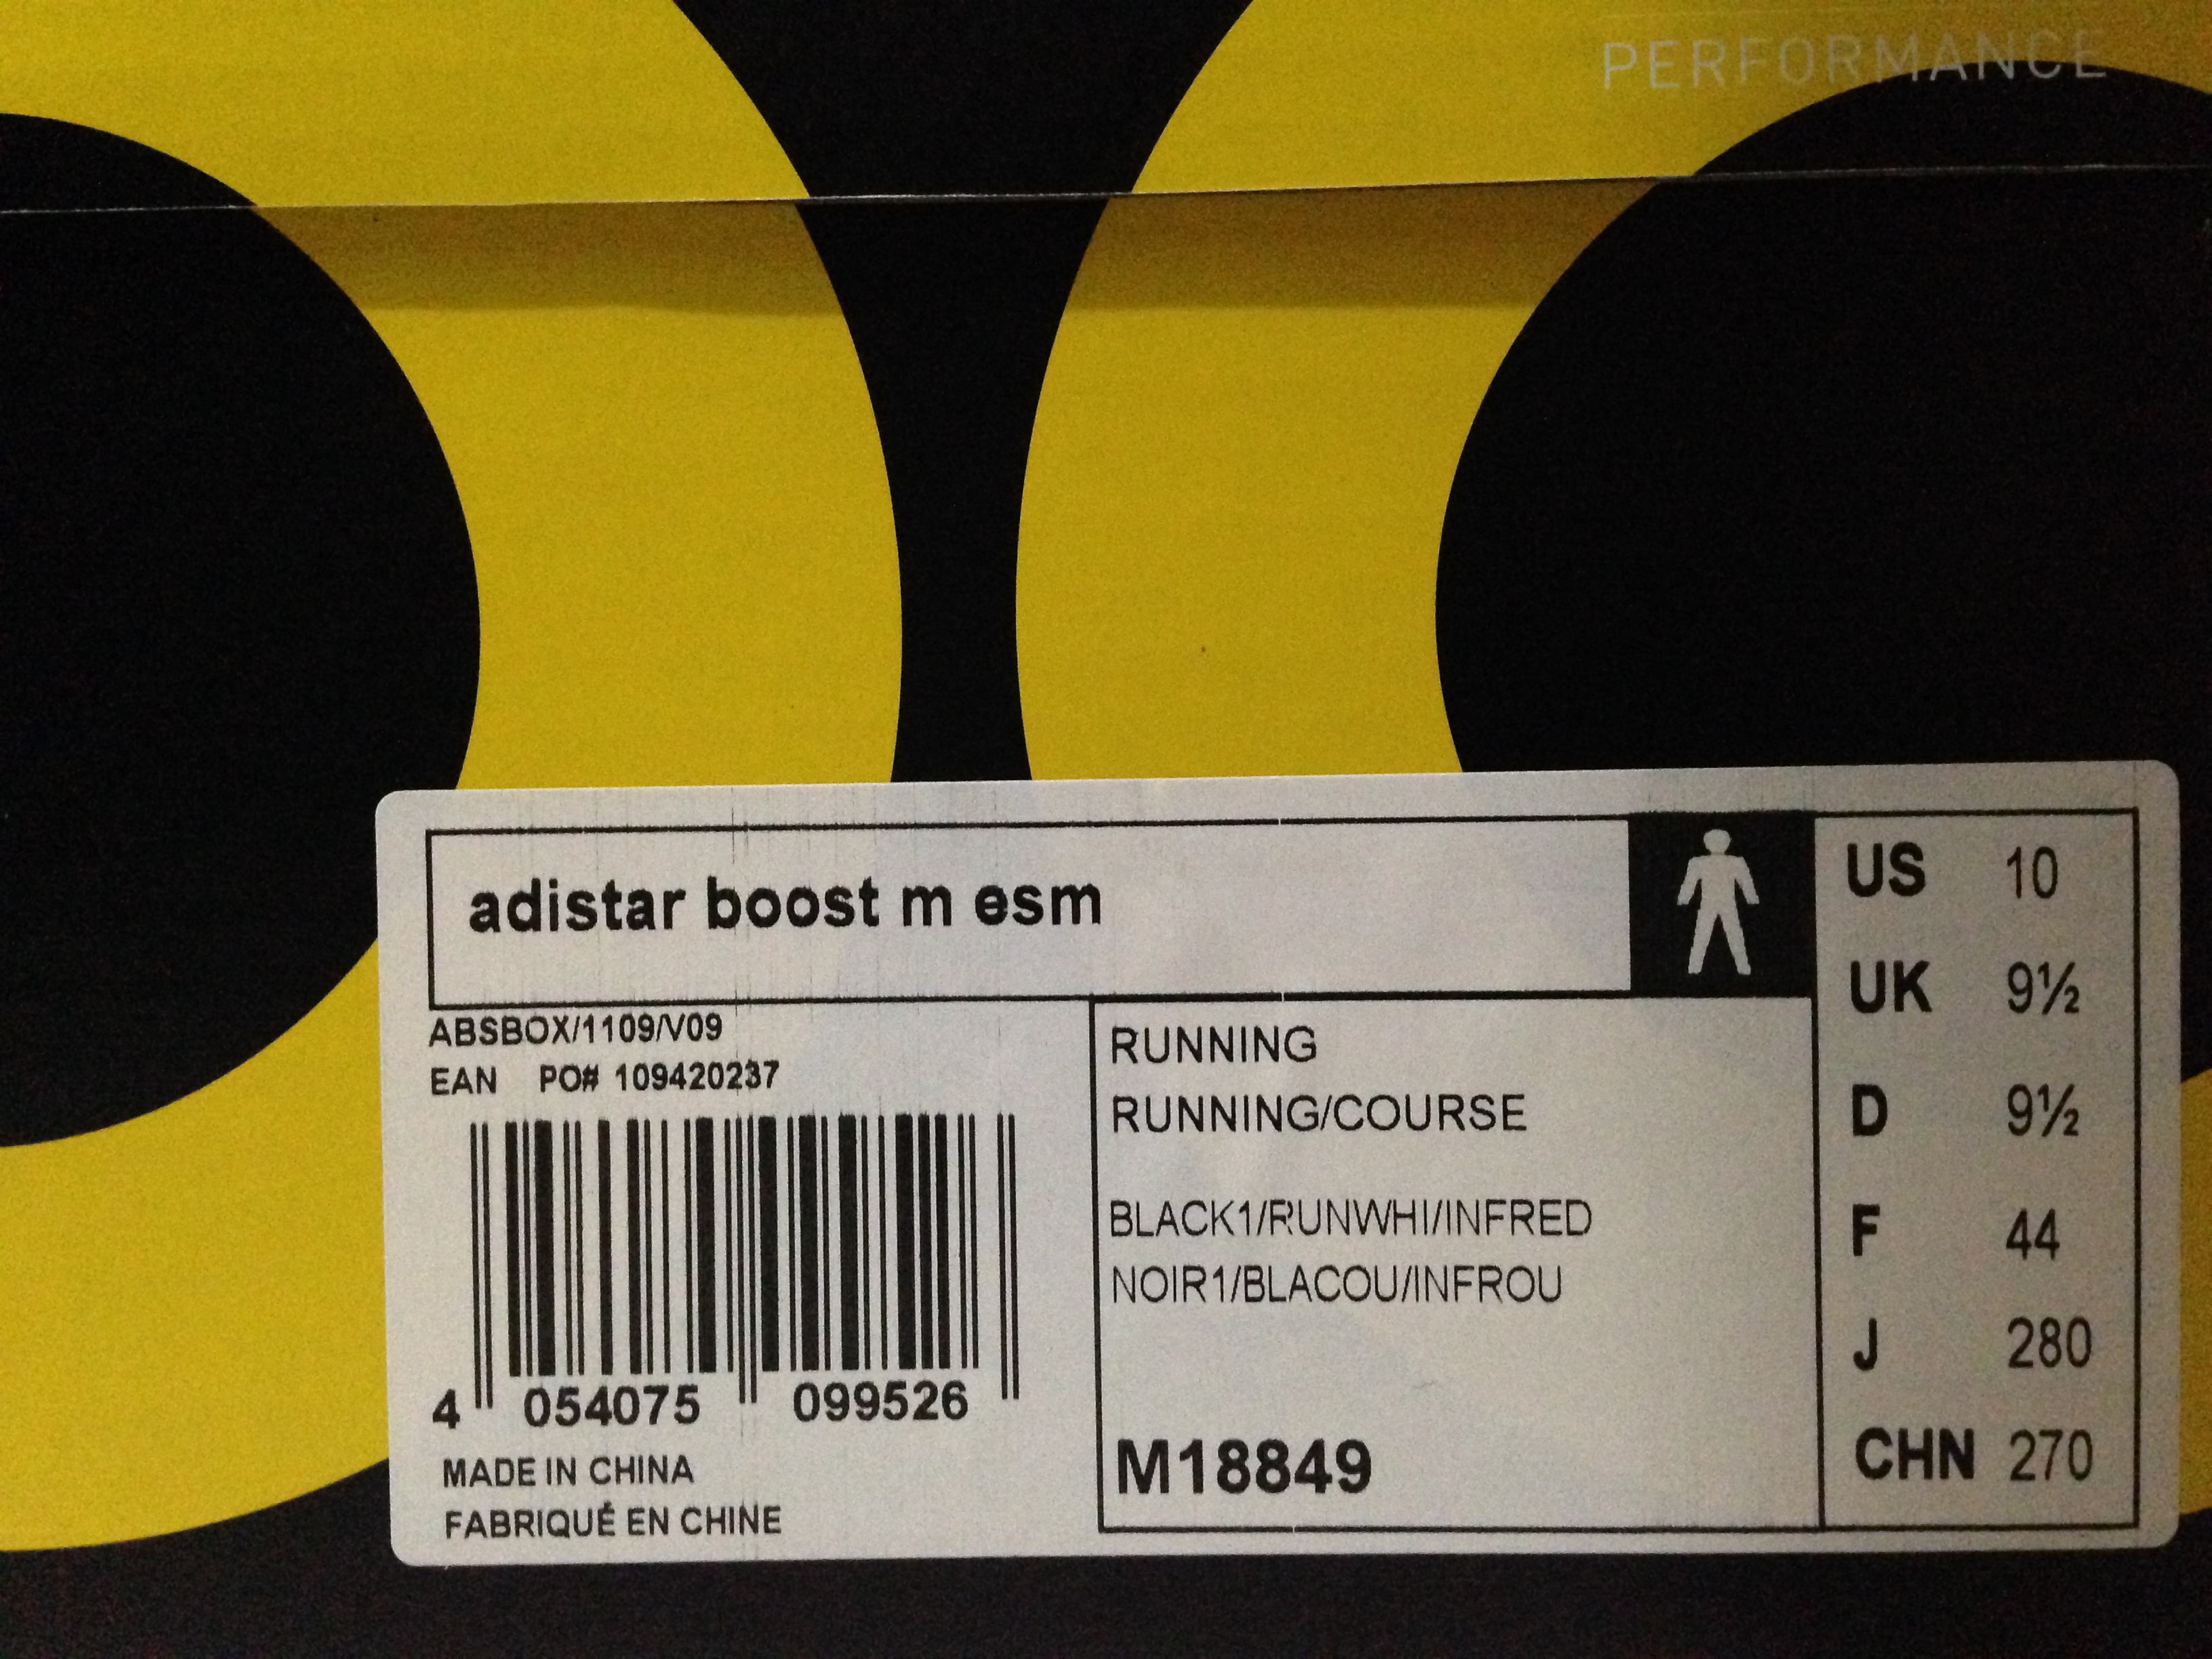 PERFORMANCE
adistar boost m esm
ABSBOX/1109/V09
EAN PO# 109420237
4 054075 099526
MADE IN CHINA
FABRIQUÉ EN CHINE
RUNNING
RUNNING/COURSE
BLACK1/RUNWHI/INFRED
NOIR1/BLACOU/INFROU
M18849
US 10
UK 9½
D 9½
F 44
J 280
CHN 270